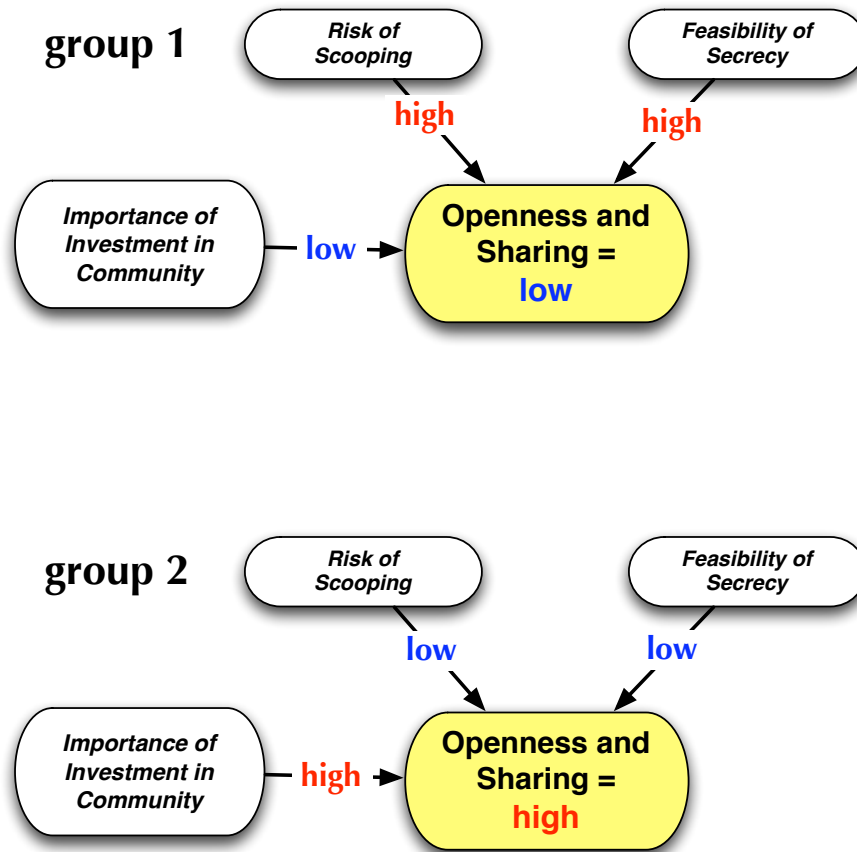 group 1
Risk of
Scooping
Feasibility of
Secrecy
high
high
Importance of
Investment in
Community
low
Openness and
Sharing =
low
group 2
Risk of
Scooping
Feasibility of
Secrecy
low
low
Importance of
Investment in
Community
high
Openness and
Sharing =
high